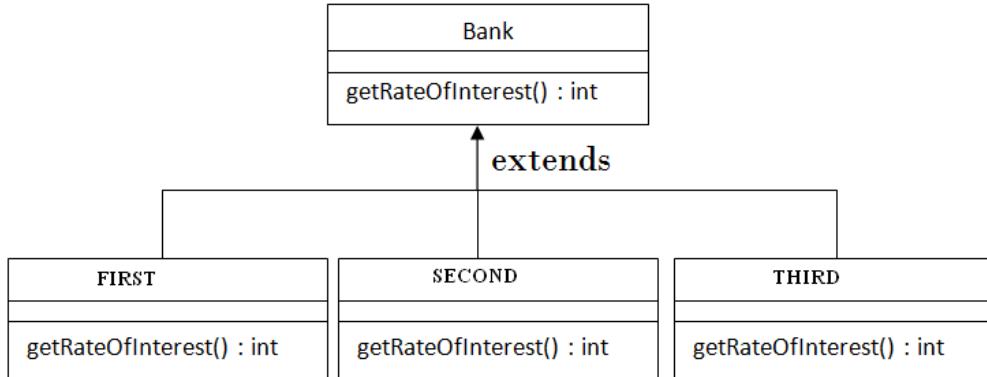 Bank
getRateOfInterest() : int
extends
FIRST
SECOND
THIRD
getRateOfInterest() : int
getRateOfInterest() : int
getRateOfInterest() : int